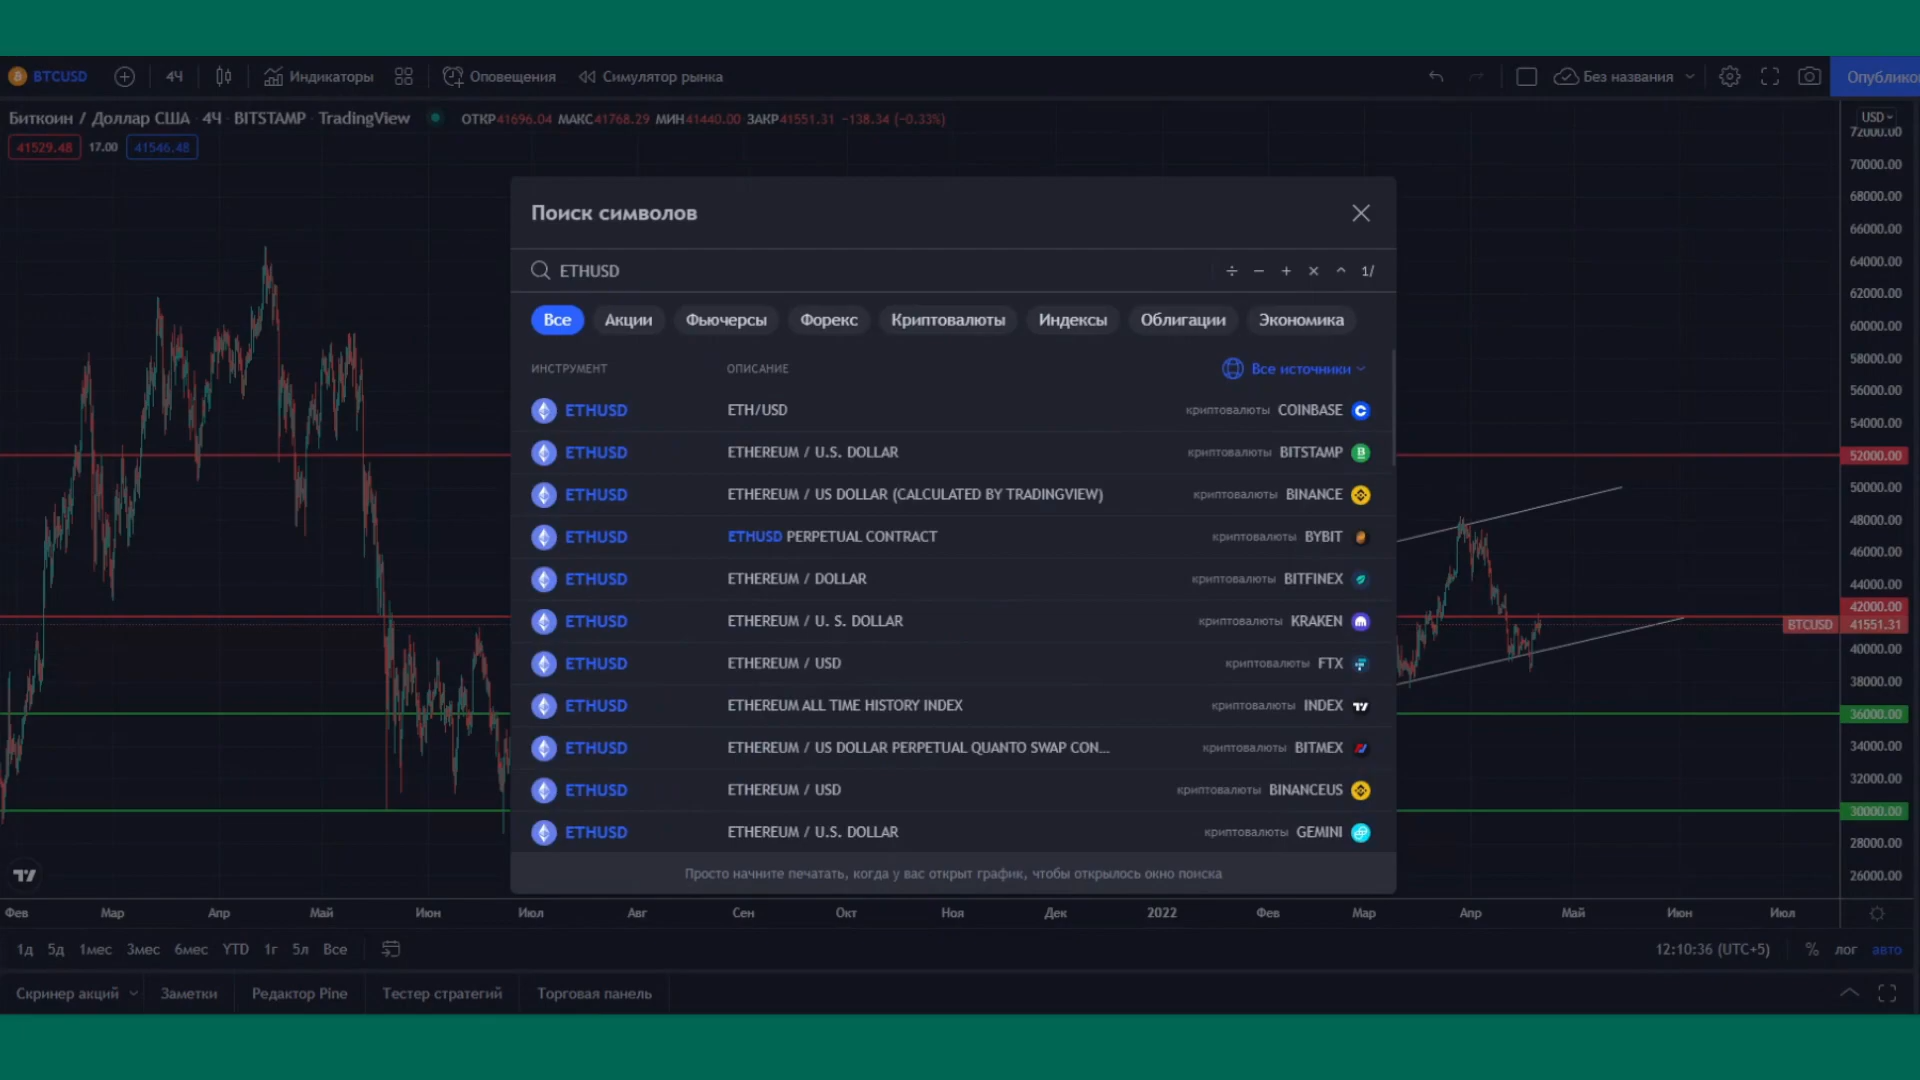 BTCUSD 4Ч Индикаторы Оповещения Симулятор рынка Без названия Опублико
Биткоин / Доллар США · 4Ч · BITSTAMP · TradingView ОТКР41696.04 МАКС41768.29 МИН41440.00 ЗАКР41551.31 −138.34 (−0.33%)
USD
72000.00
41529.48 17.00 41546.48
70000.00
68000.00
66000.00
64000.00
62000.00
60000.00
58000.00
56000.00
54000.00
52000.00
50000.00
48000.00
46000.00
44000.00
42000.00
BTCUSD 41551.31
40000.00
38000.00
36000.00
34000.00
32000.00
30000.00
28000.00
26000.00
Поиск символов
ETHUSD ÷ − + × ^ 1/
Все Акции Фьючерсы Форекс Криптовалюты Индексы Облигации Экономика
ИНСТРУМЕНТ ОПИСАНИЕ Все источники
ETHUSD ETH/USD криптовалюты COINBASE
ETHUSD ETHEREUM / U.S. DOLLAR криптовалюты BITSTAMP
ETHUSD ETHEREUM / US DOLLAR (CALCULATED BY TRADINGVIEW) криптовалюты BINANCE
ETHUSD ETHUSD PERPETUAL CONTRACT криптовалюты BYBIT
ETHUSD ETHEREUM / DOLLAR криптовалюты BITFINEX
ETHUSD ETHEREUM / U. S. DOLLAR криптовалюты KRAKEN
ETHUSD ETHEREUM / USD криптовалюты FTX
ETHUSD ETHEREUM ALL TIME HISTORY INDEX криптовалюты INDEX
ETHUSD ETHEREUM / US DOLLAR PERPETUAL QUANTO SWAP CON... криптовалюты BITMEX
ETHUSD ETHEREUM / USD криптовалюты BINANCEUS
ETHUSD ETHEREUM / U.S. DOLLAR криптовалюты GEMINI
Просто начните печатать, когда у вас открыт график, чтобы открылось окно поиска
Фев Мар Апр Май Июн Июл Авг Сен Окт Ноя Дек 2022 Фев Мар Апр Май Июн Июл
1д 5д 1мес 3мес 6мес YTD 1г 5л Все 12:10:36 (UTC+5) % лог авто
Скринер акций Заметки Редактор Pine Тестер стратегий Торговая панель